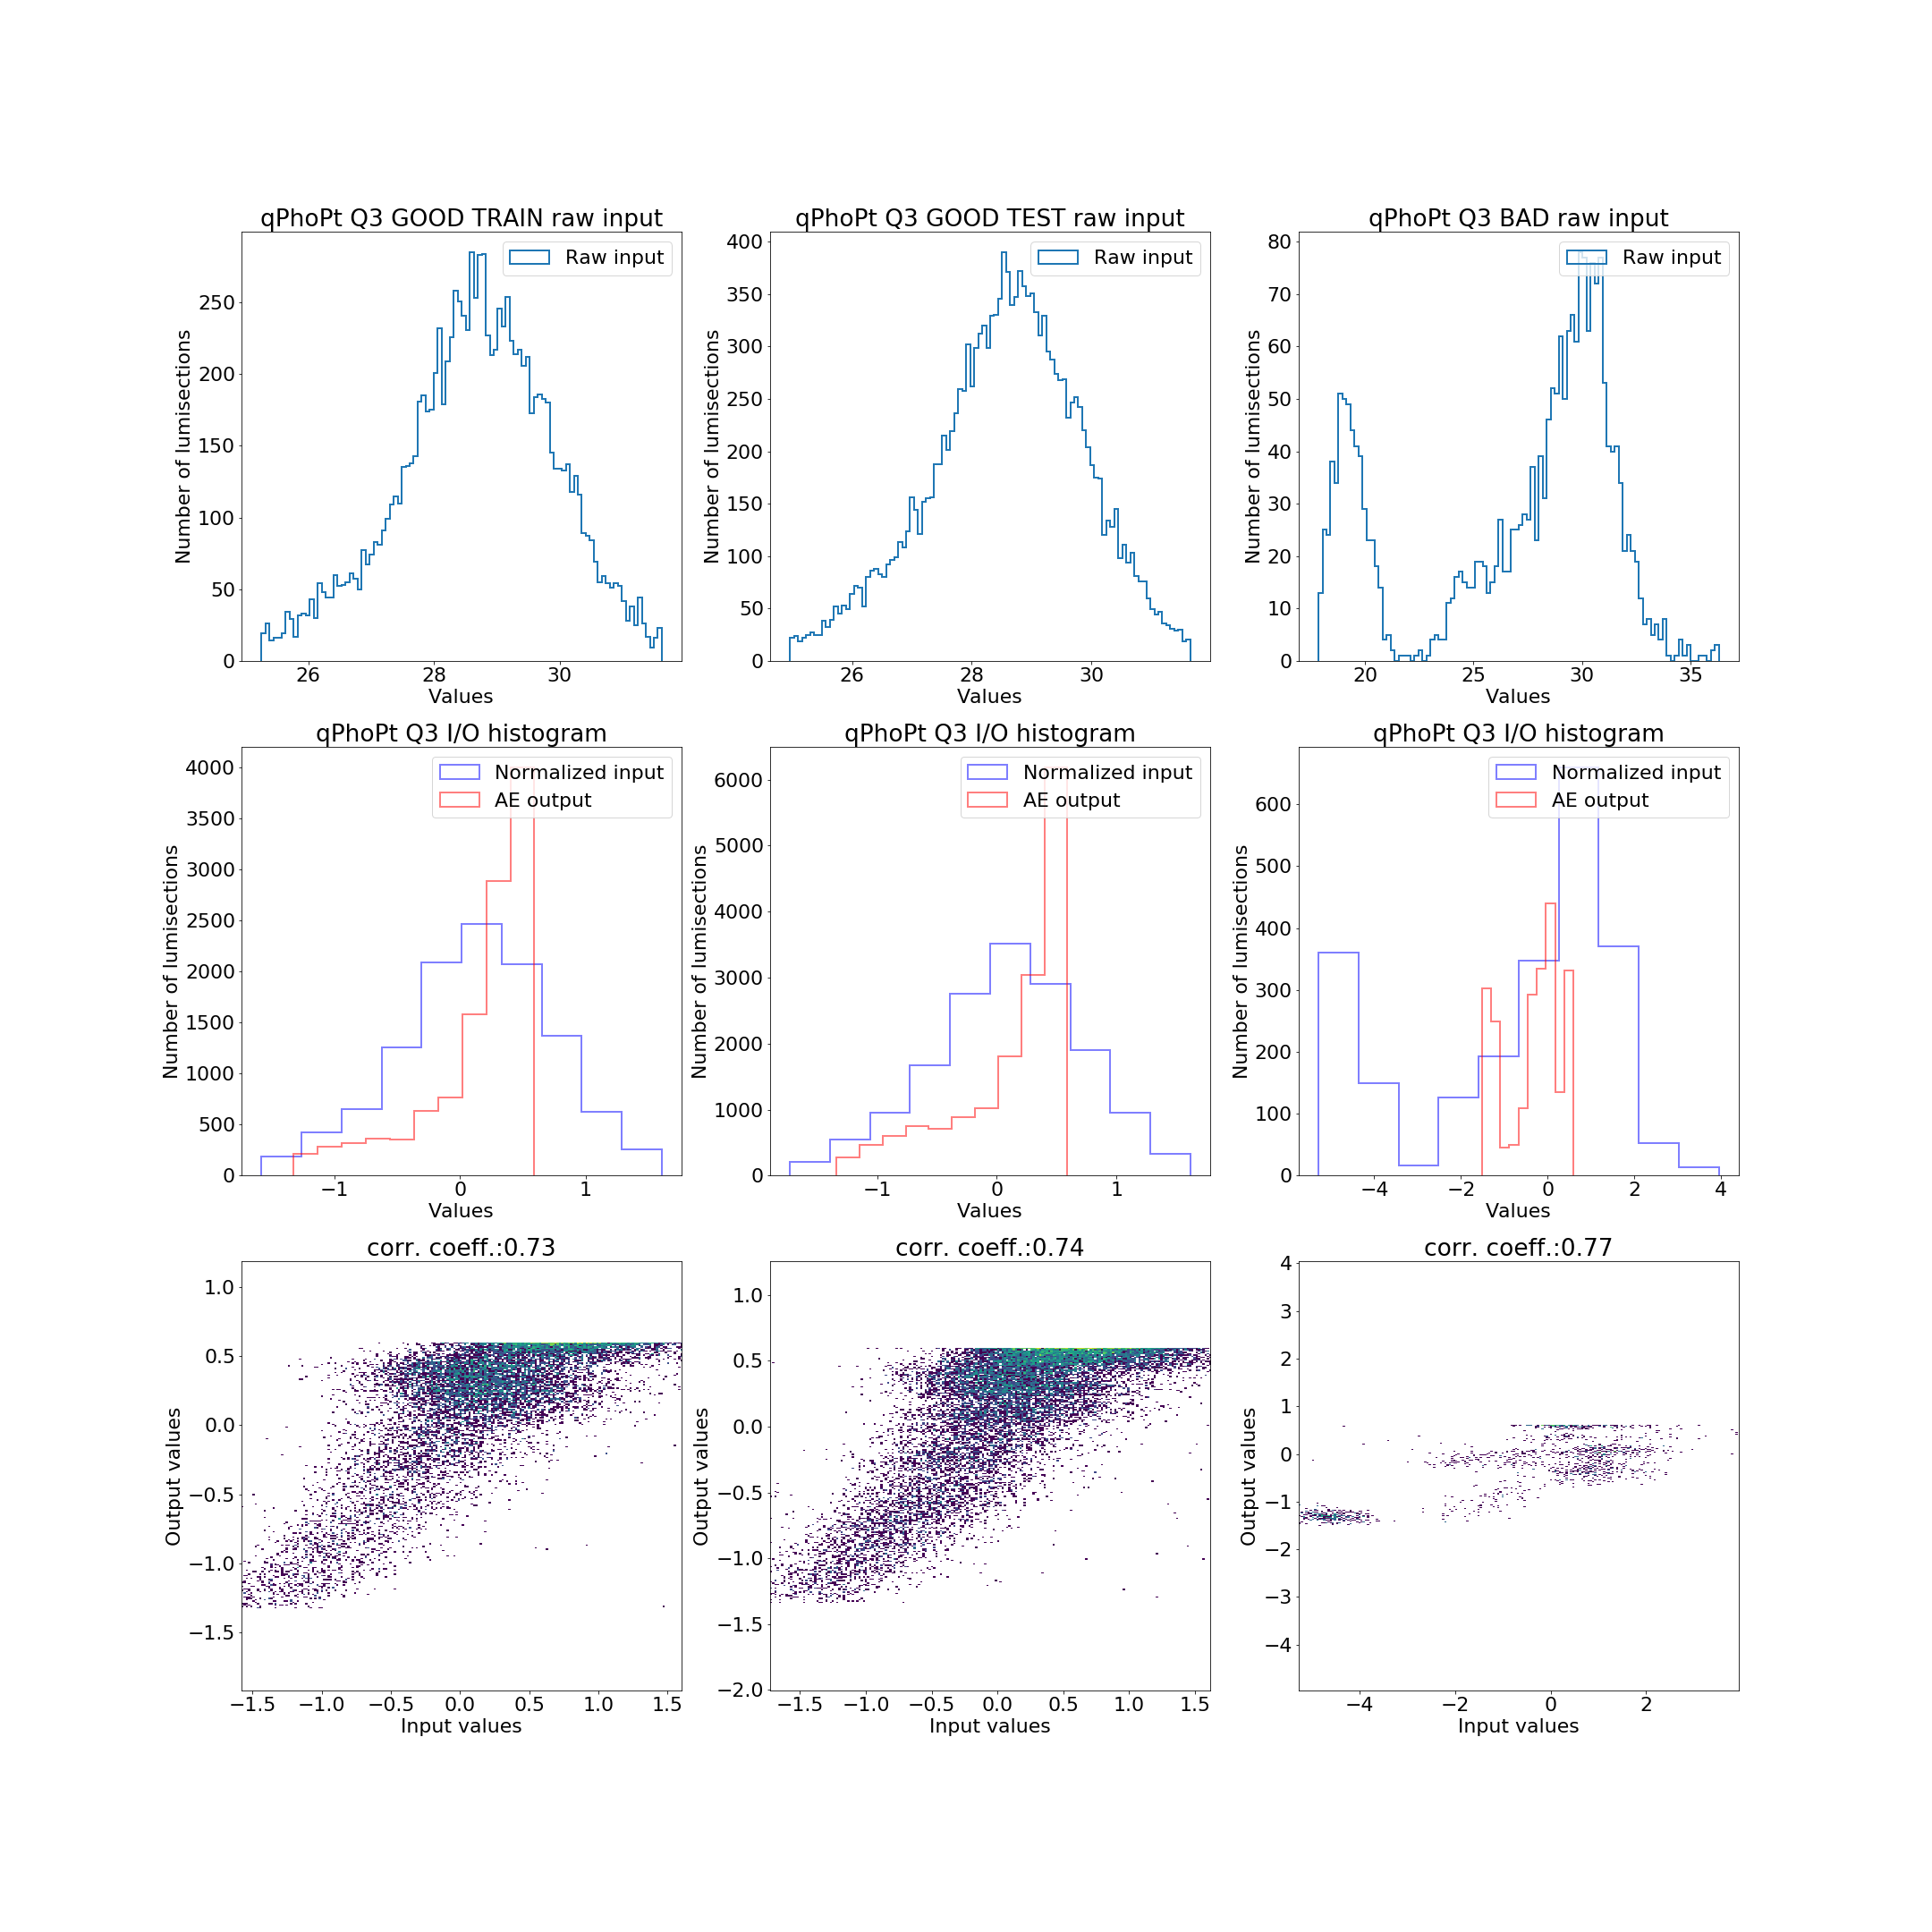 qPhoPt Q3 GOOD TRAIN raw input
Number of lumisections
250
200
150
100
50
0
Raw input
26 28 30
Values
qPhoPt Q3 GOOD TEST raw input
Number of lumisections
400
350
300
250
200
150
100
50
0
Raw input
26 28 30
Values
qPhoPt Q3 BAD raw input
Number of lumisections
80
70
60
50
40
30
20
10
0
Raw input
20 25 30 35
Values
qPhoPt Q3 I/O histogram
Number of lumisections
4000
3500
3000
2500
2000
1500
1000
500
0
Normalized input
AE output
−1 0 1
Values
qPhoPt Q3 I/O histogram
Number of lumisections
6000
5000
4000
3000
2000
1000
0
Normalized input
AE output
−1 0 1
Values
qPhoPt Q3 I/O histogram
Number of lumisections
600
500
400
300
200
100
0
Normalized input
AE output
−4 −2 0 2 4
Values
corr. coeff.:0.73
Output values
1.0
0.5
0.0
−0.5
−1.0
−1.5
−1.5 −1.0 −0.5 0.0 0.5 1.0 1.5
Input values
corr. coeff.:0.74
Output values
1.0
0.5
0.0
−0.5
−1.0
−1.5
−2.0
−1.5 −1.0 −0.5 0.0 0.5 1.0 1.5
Input values
corr. coeff.:0.77
Output values
4
3
2
1
0
−1
−2
−3
−4
−4 −2 0 2
Input values